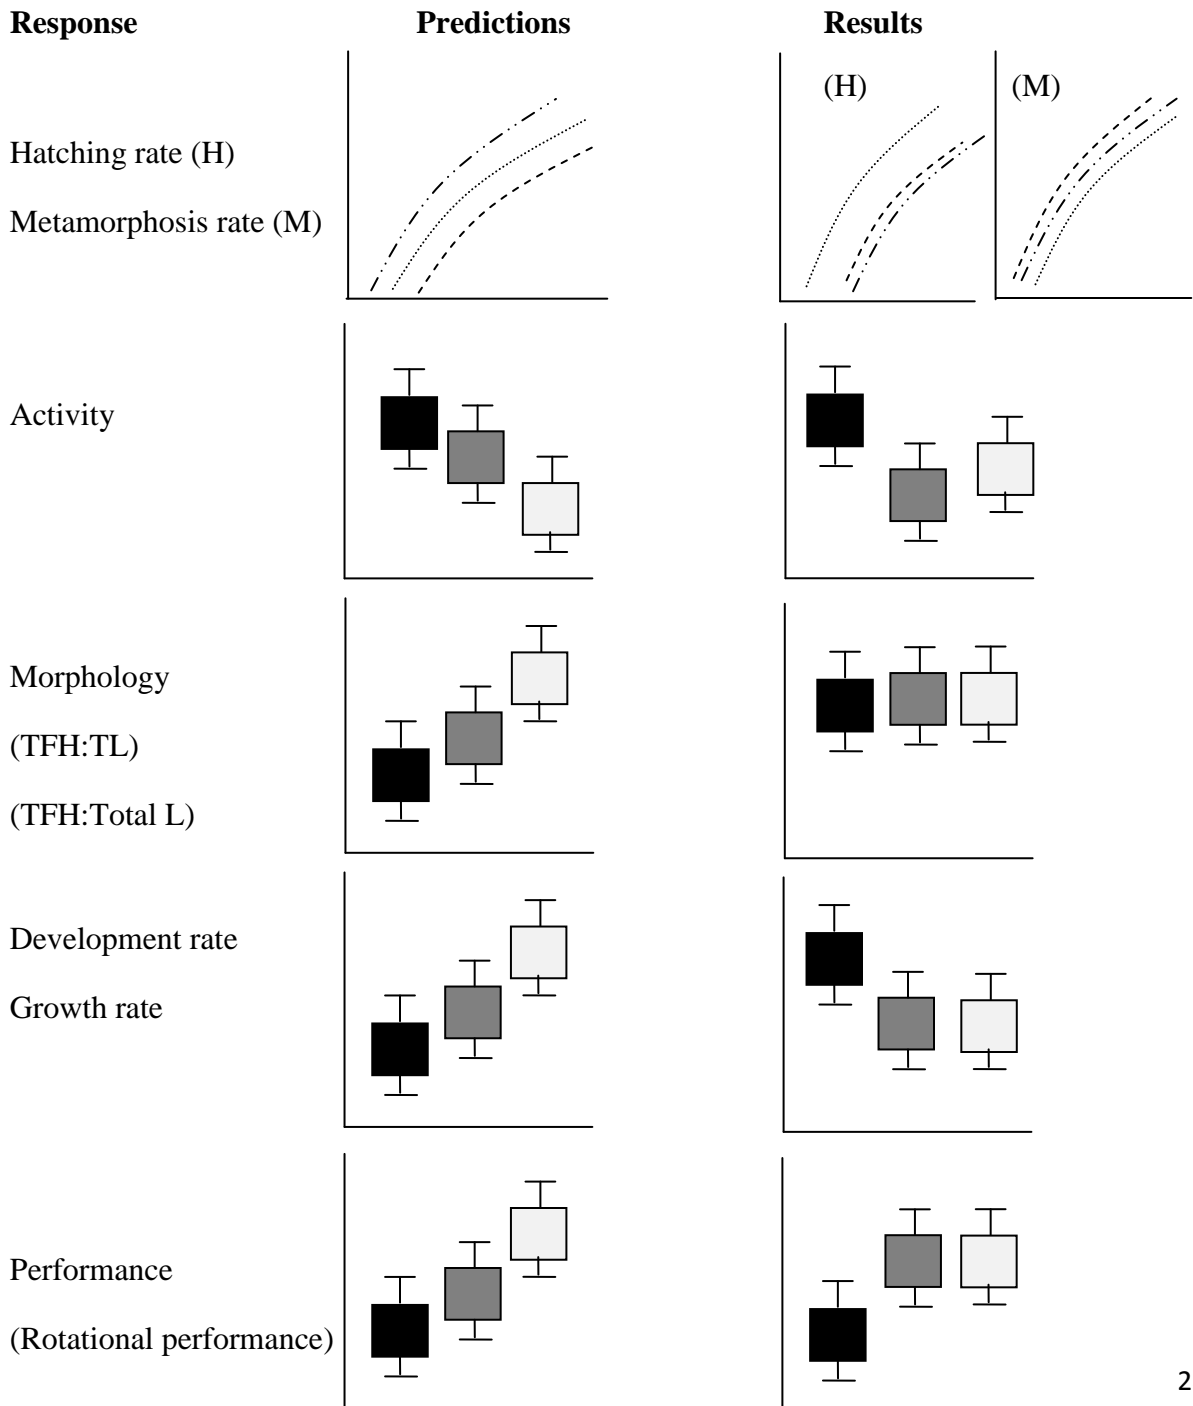 Response Predictions Results
(H) (M)
Hatching rate (H)
Metamorphosis rate (M)
Activity
Morphology
(TFH:TL)
(TFH:Total L)
Development rate
Growth rate
Performance
(Rotational performance)
2